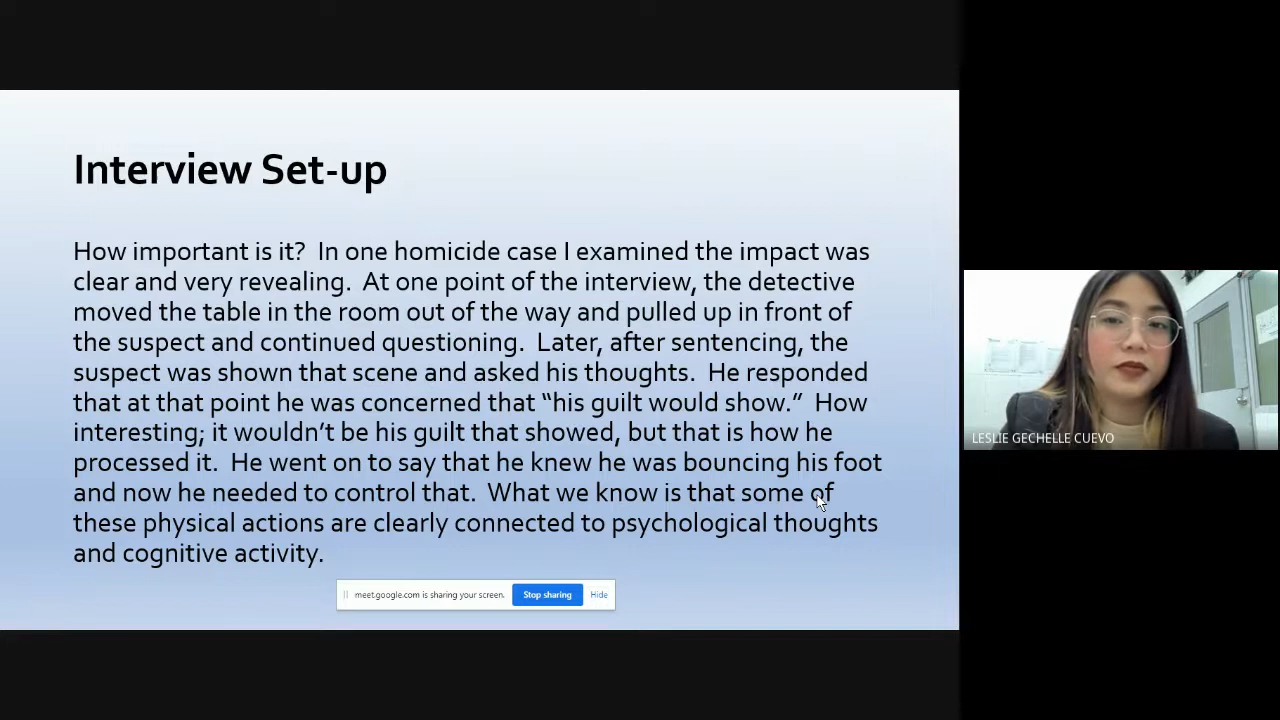 Interview Set-up
How important is it?  In one homicide case I examined the impact was
clear and very revealing.  At one point of the interview, the detective
moved the table in the room out of the way and pulled up in front of
the suspect and continued questioning.  Later, after sentencing, the
suspect was shown that scene and asked his thoughts.  He responded
that at that point he was concerned that “his guilt would show.”  How
interesting; it wouldn’t be his guilt that showed, but that is how he
processed it.  He went on to say that he knew he was bouncing his foot
and now he needed to control that.  What we know is that some of
these physical actions are clearly connected to psychological thoughts
and cognitive activity.
meet.google.com is sharing your screen. Stop sharing Hide
LESLIE GECHELLE CUEVO